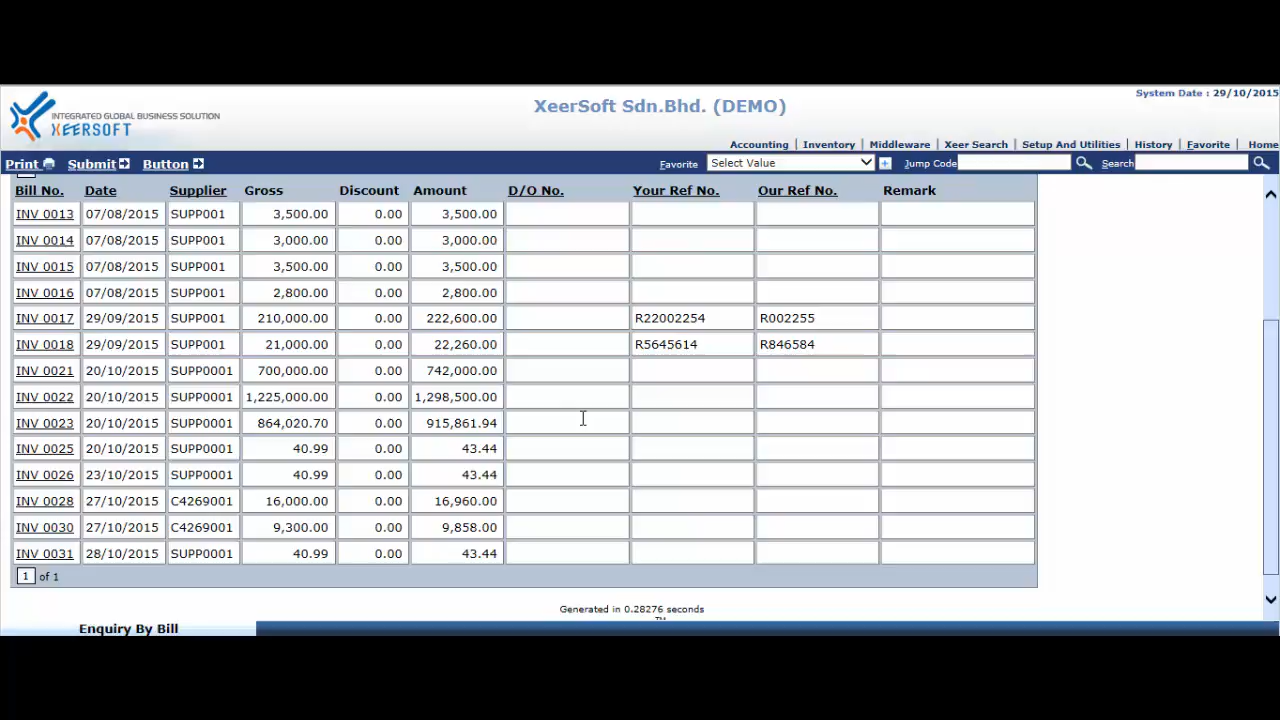 System Date : 29/10/2015
XeerSoft Sdn.Bhd. (DEMO)
INTEGRATED GLOBAL BUSINESS SOLUTION
XEERSOFT
Accounting | Inventory | Middleware | Xeer Search | Setup And Utilities | History | Favorite | Home
Print Submit Button Favorite Select Value Jump Code Search
Bill No. Date Supplier Gross Discount Amount D/O No. Your Ref No. Our Ref No. Remark
INV 0013 07/08/2015 SUPP001 3,500.00 0.00 3,500.00
INV 0014 07/08/2015 SUPP001 3,000.00 0.00 3,000.00
INV 0015 07/08/2015 SUPP001 3,500.00 0.00 3,500.00
INV 0016 07/08/2015 SUPP001 2,800.00 0.00 2,800.00
INV 0017 29/09/2015 SUPP001 210,000.00 0.00 222,600.00 R22002254 R002255
INV 0018 29/09/2015 SUPP001 21,000.00 0.00 22,260.00 R5645614 R846584
INV 0021 20/10/2015 SUPP0001 700,000.00 0.00 742,000.00
INV 0022 20/10/2015 SUPP0001 1,225,000.00 0.00 1,298,500.00
INV 0023 20/10/2015 SUPP0001 864,020.70 0.00 915,861.94
INV 0025 20/10/2015 SUPP0001 40.99 0.00 43.44
INV 0026 23/10/2015 SUPP0001 40.99 0.00 43.44
INV 0028 27/10/2015 C4269001 16,000.00 0.00 16,960.00
INV 0030 27/10/2015 C4269001 9,300.00 0.00 9,858.00
INV 0031 28/10/2015 SUPP0001 40.99 0.00 43.44
1 of 1
Generated in 0.28276 seconds
Enquiry By Bill